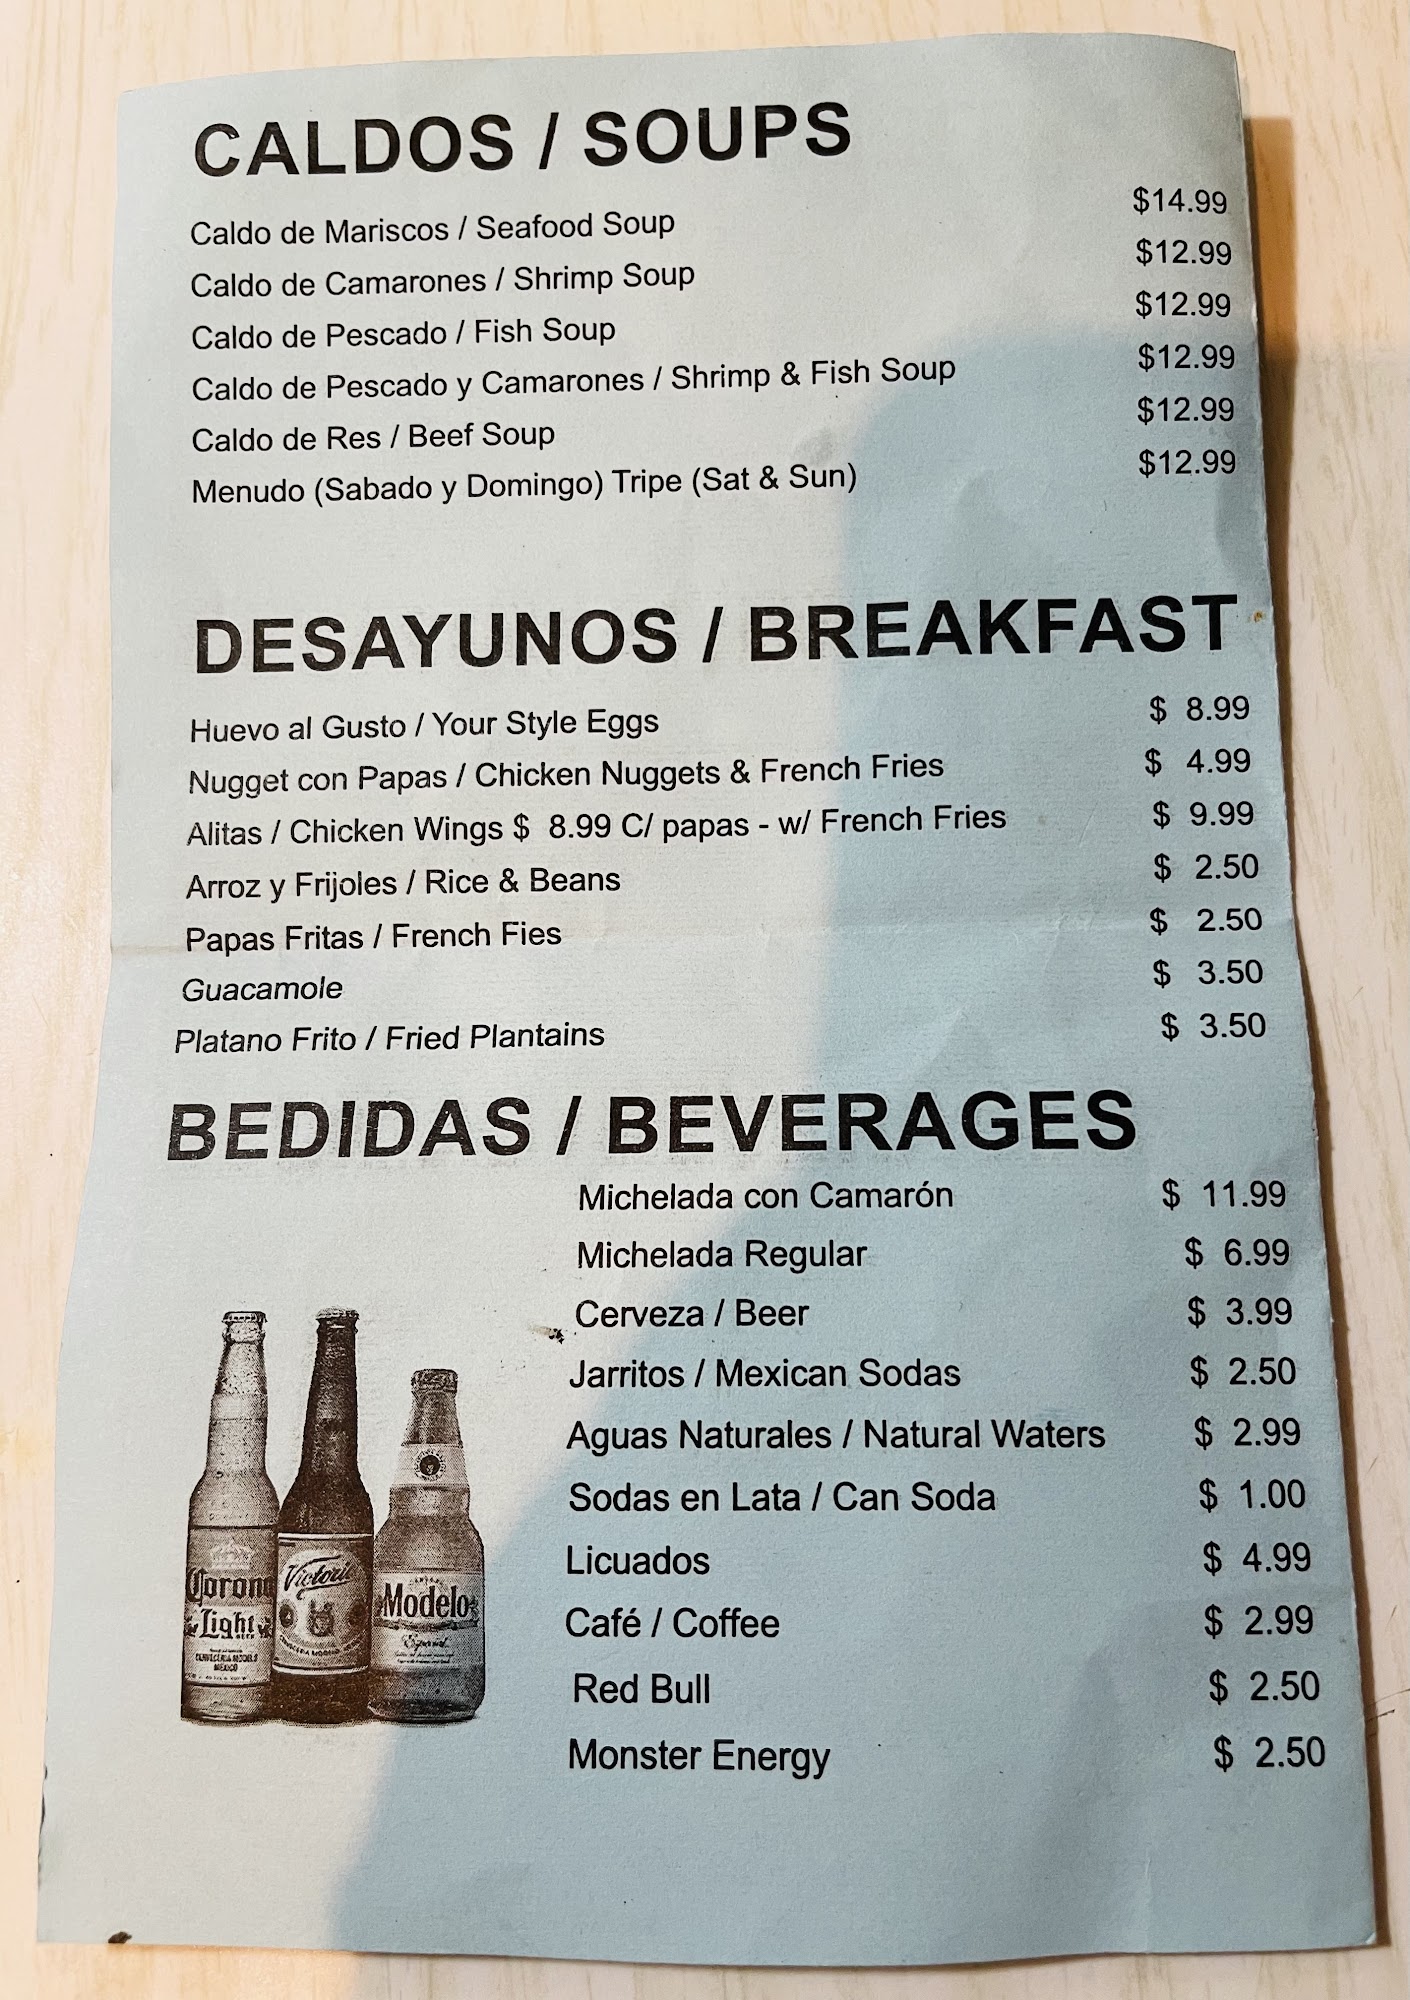 CALDOS / SOUPS
Caldo de Mariscos / Seafood Soup $14.99
Caldo de Camarones / Shrimp Soup $12.99
Caldo de Pescado / Fish Soup $12.99
Caldo de Pescado y Camarones / Shrimp & Fish Soup $12.99
Caldo de Res / Beef Soup $12.99
Menudo (Sabado y Domingo) Tripe (Sat & Sun) $12.99
DESAYUNOS / BREAKFAST
Huevo al Gusto / Your Style Eggs $ 8.99
Nugget con Papas / Chicken Nuggets & French Fries $ 4.99
Alitas / Chicken Wings $ 8.99 C/ papas - w/ French Fries $ 9.99
Arroz y Frijoles / Rice & Beans $ 2.50
Papas Fritas / French Fies $ 2.50
Guacamole $ 3.50
Platano Frito / Fried Plantains $ 3.50
BEDIDAS / BEVERAGES
Michelada con Camarón $ 11.99
Michelada Regular $ 6.99
Cerveza / Beer $ 3.99
Jarritos / Mexican Sodas $ 2.50
Aguas Naturales / Natural Waters $ 2.99
Sodas en Lata / Can Soda $ 1.00
Licuados $ 4.99
Café / Coffee $ 2.99
Red Bull $ 2.50
Monster Energy $ 2.50
Corona
Light
Victoria
Modelo
Especial